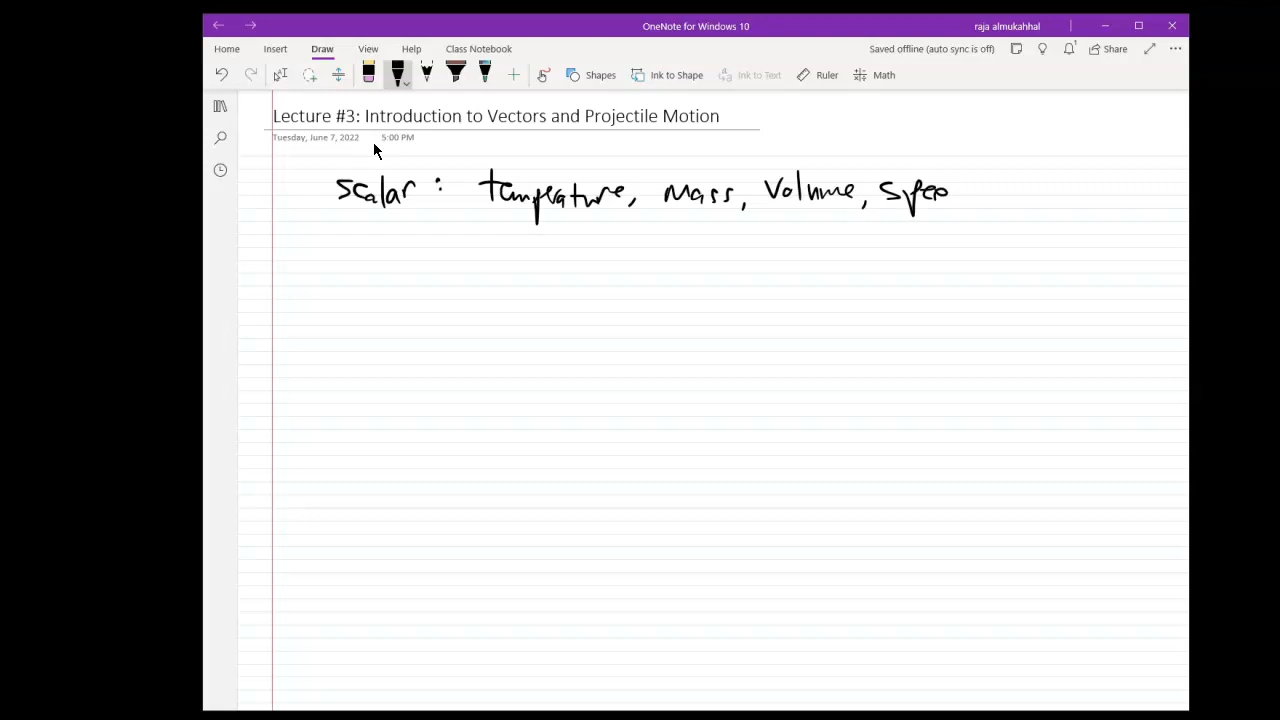 OneNote for Windows 10
raja almukahhal
Home Insert Draw View Help Class Notebook
Saved offline (auto sync is off)
Share
Shapes Ink to Shape Ink to Text Ruler Math
Lecture #3: Introduction to Vectors and Projectile Motion
Tuesday, June 7, 2022 5:00 PM
scalar : temperature, mass, volume, spee